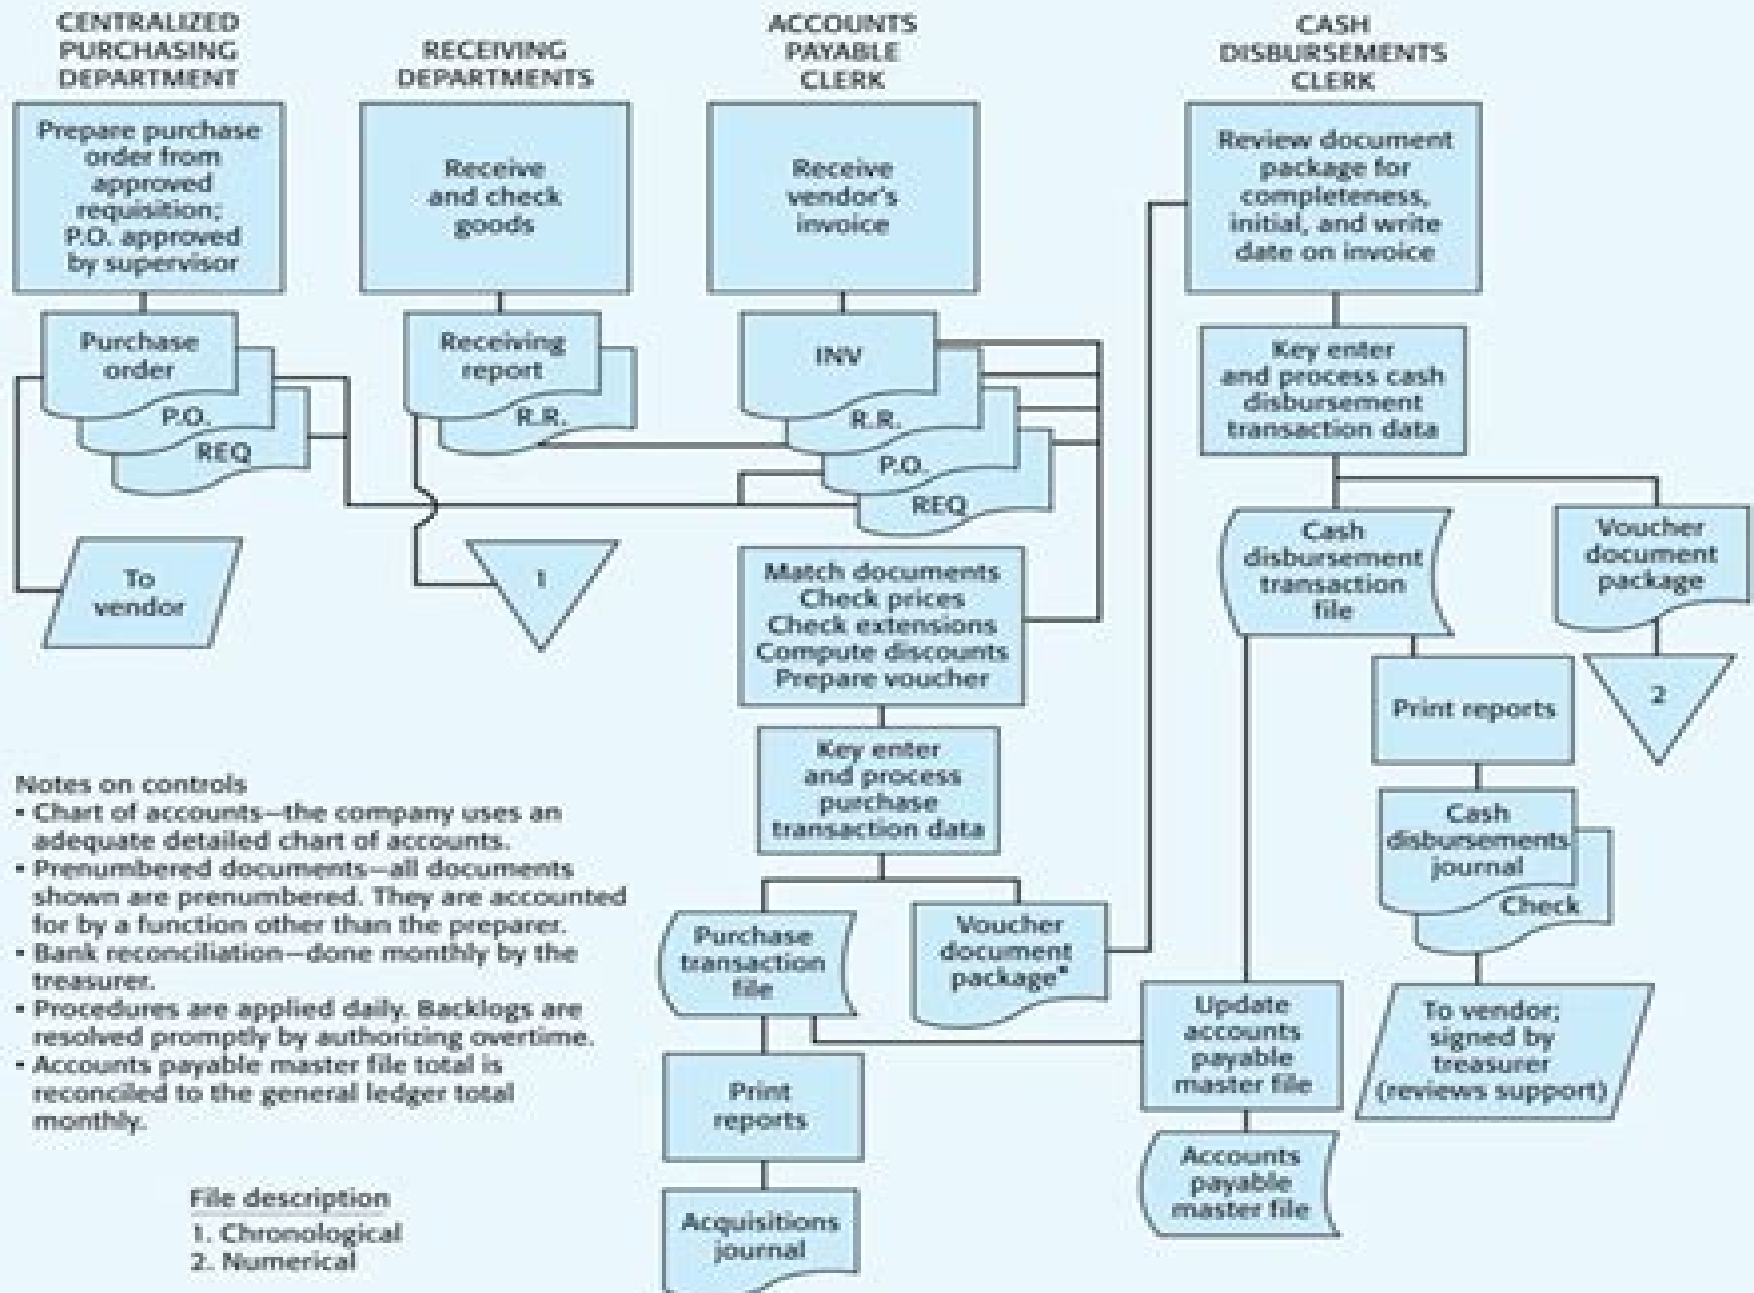 CENTRALIZED
PURCHASING
DEPARTMENT
RECEIVING
DEPARTMENTS
ACCOUNTS
PAYABLE
CLERK
CASH
DISBURSEMENTS
CLERK
Prepare purchase
order from
approved
requisition;
P.O. approved
by supervisor
Receive
and check
goods
Receive
vendor's
invoice
Review document
package for
completeness,
initial, and write
date on invoice
Purchase
order
P.O.
REQ
Receiving
report
R.R.
INV
R.R.
P.O.
REQ
Key enter
and process cash
disbursement
transaction data
To
vendor
1
Match documents
Check prices
Check extensions
Compute discounts
Prepare voucher
Cash
disbursement
transaction
file
Voucher
document
package
Key enter
and process
purchase
transaction data
Print reports
2
Notes on controls
• Chart of accounts—the company uses an
adequate detailed chart of accounts.
• Prenumbered documents—all documents
shown are prenumbered. They are accounted
for by a function other than the preparer.
• Bank reconciliation—done monthly by the
treasurer.
• Procedures are applied daily. Backlogs are
resolved promptly by authorizing overtime.
• Accounts payable master file total is
reconciled to the general ledger total
monthly.
Purchase
transaction
file
Voucher
document
package*
Cash
disbursements
journal
Check
Update
accounts
payable
master file
To vendor;
signed by
treasurer
(reviews support)
Print
reports
Accounts
payable
master file
Acquisitions
journal
File description
1. Chronological
2. Numerical